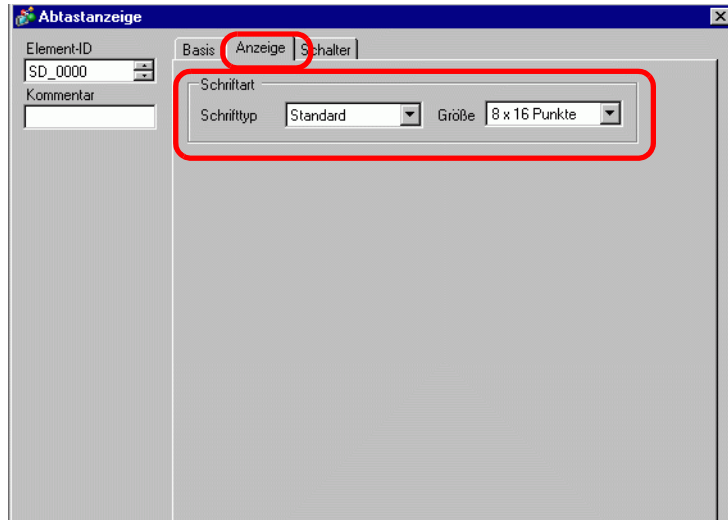 Abtastanzeige
Element-ID
SD_0000
Kommentar
Basis Anzeige Schalter
Schriftart
Schrifttyp Standard Größe 8 x 16 Punkte